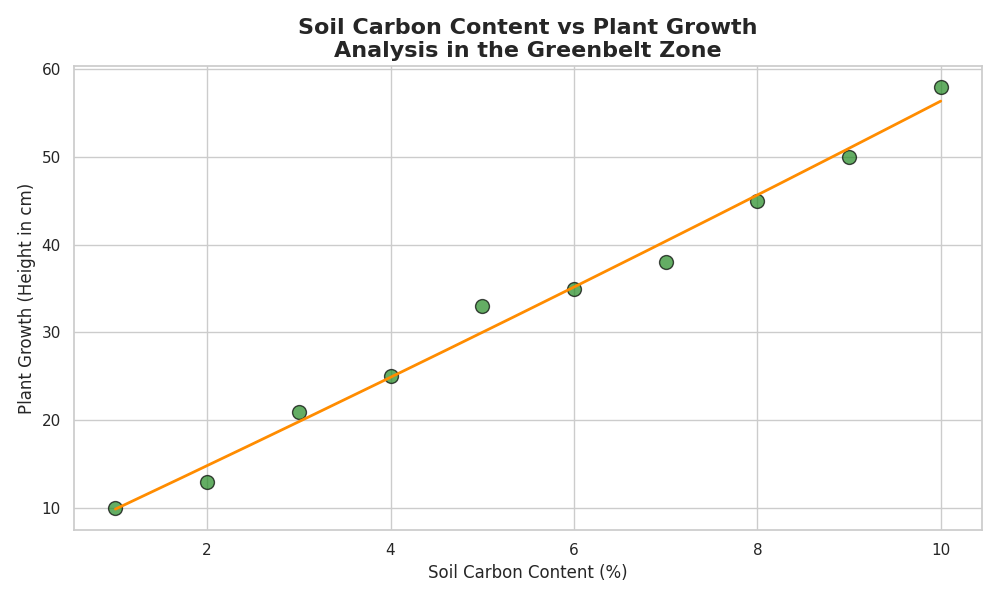 Soil Carbon Content vs Plant Growth
Analysis in the Greenbelt Zone
60
50
40
30
20
10
Plant Growth (Height in cm)
2 4 6 8 10
Soil Carbon Content (%)